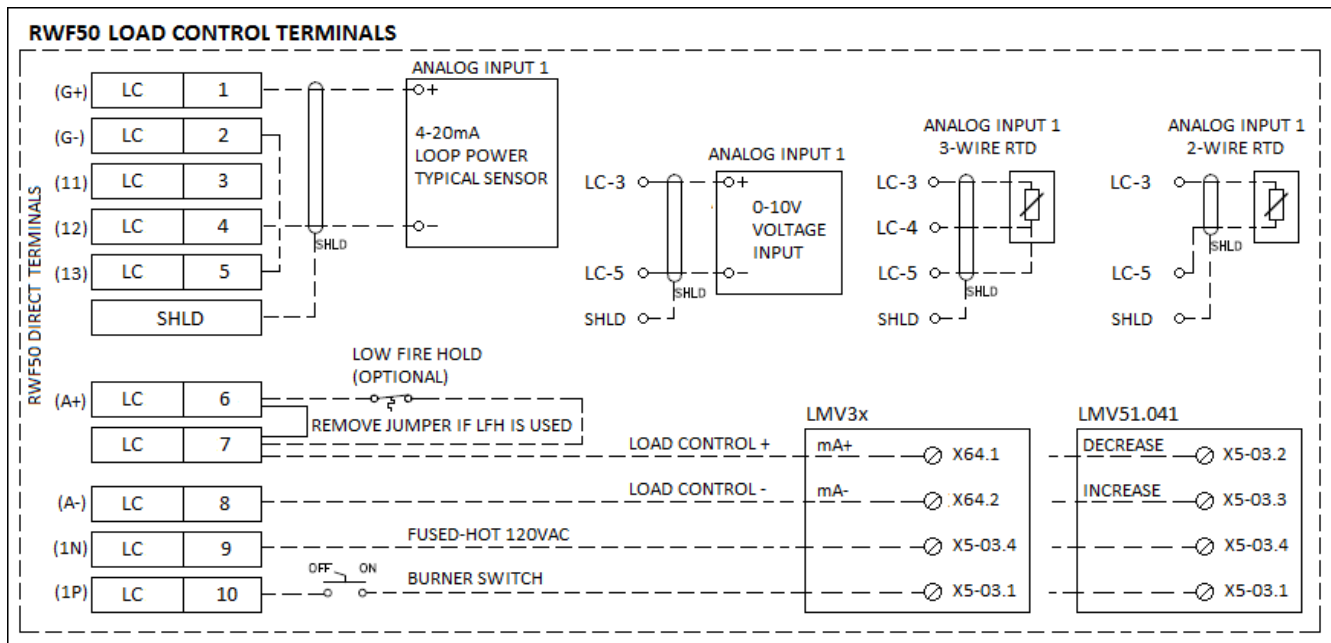 RWF50 LOAD CONTROL TERMINALS
RWF50 DIRECT TERMINALS
(G+) LC 1
(G-) LC 2
(11) LC 3
(12) LC 4
(13) LC 5
SHLD
SHLD
ANALOG INPUT 1
+
4-20mA
LOOP POWER
TYPICAL SENSOR
-
ANALOG INPUT 1
LC-3 +
0-10V
VOLTAGE
INPUT
LC-5 -
SHLD
SHLD
ANALOG INPUT 1
3-WIRE RTD
LC-3
LC-4
LC-5
SHLD
SHLD
ANALOG INPUT 1
2-WIRE RTD
LC-3
SHLD
LC-5
SHLD
LOW FIRE HOLD
(OPTIONAL)
(A+) LC 6
REMOVE JUMPER IF LFH IS USED
LC 7
(A-) LC 8
(1N) LC 9
(1P) LC 10
LOAD CONTROL +
LOAD CONTROL -
FUSED-HOT 120VAC
OFF ON
BURNER SWITCH
LMV3x
mA+ X64.1
mA- X64.2
X5-03.4
X5-03.1
LMV51.041
DECREASE X5-03.2
INCREASE X5-03.3
X5-03.4
X5-03.1